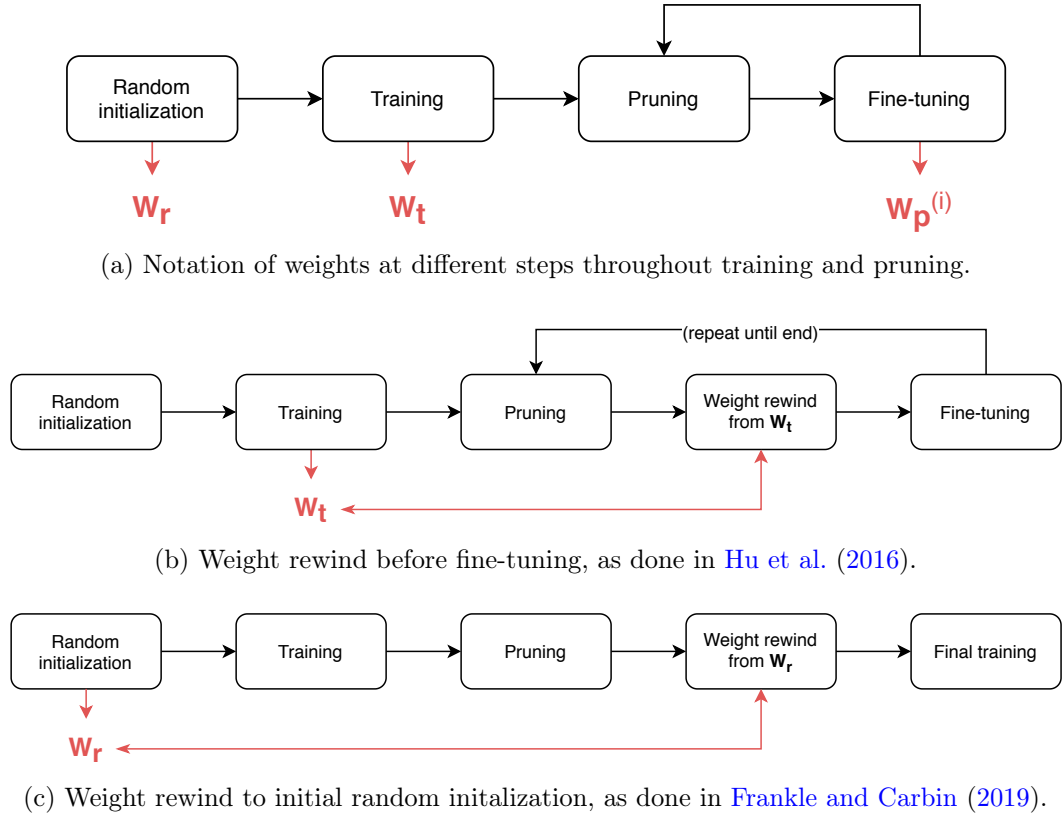 Random
initialization
Training
Pruning
Fine-tuning
Wr
Wt
Wp(i)
(a) Notation of weights at different steps throughout training and pruning.
(repeat until end)
Random
initialization
Training
Pruning
Weight rewind
from Wt
Fine-tuning
Wt
(b) Weight rewind before fine-tuning, as done in Hu et al. (2016).
Random
initialization
Training
Pruning
Weight rewind
from Wr
Final training
Wr
(c) Weight rewind to initial random initalization, as done in Frankle and Carbin (2019).